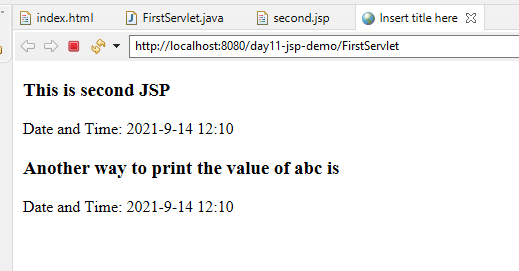 index.html FirstServlet.java second.jsp Insert title here
http://localhost:8080/day11-jsp-demo/FirstServlet
This is second JSP
Date and Time: 2021-9-14 12:10
Another way to print the value of abc is
Date and Time: 2021-9-14 12:10